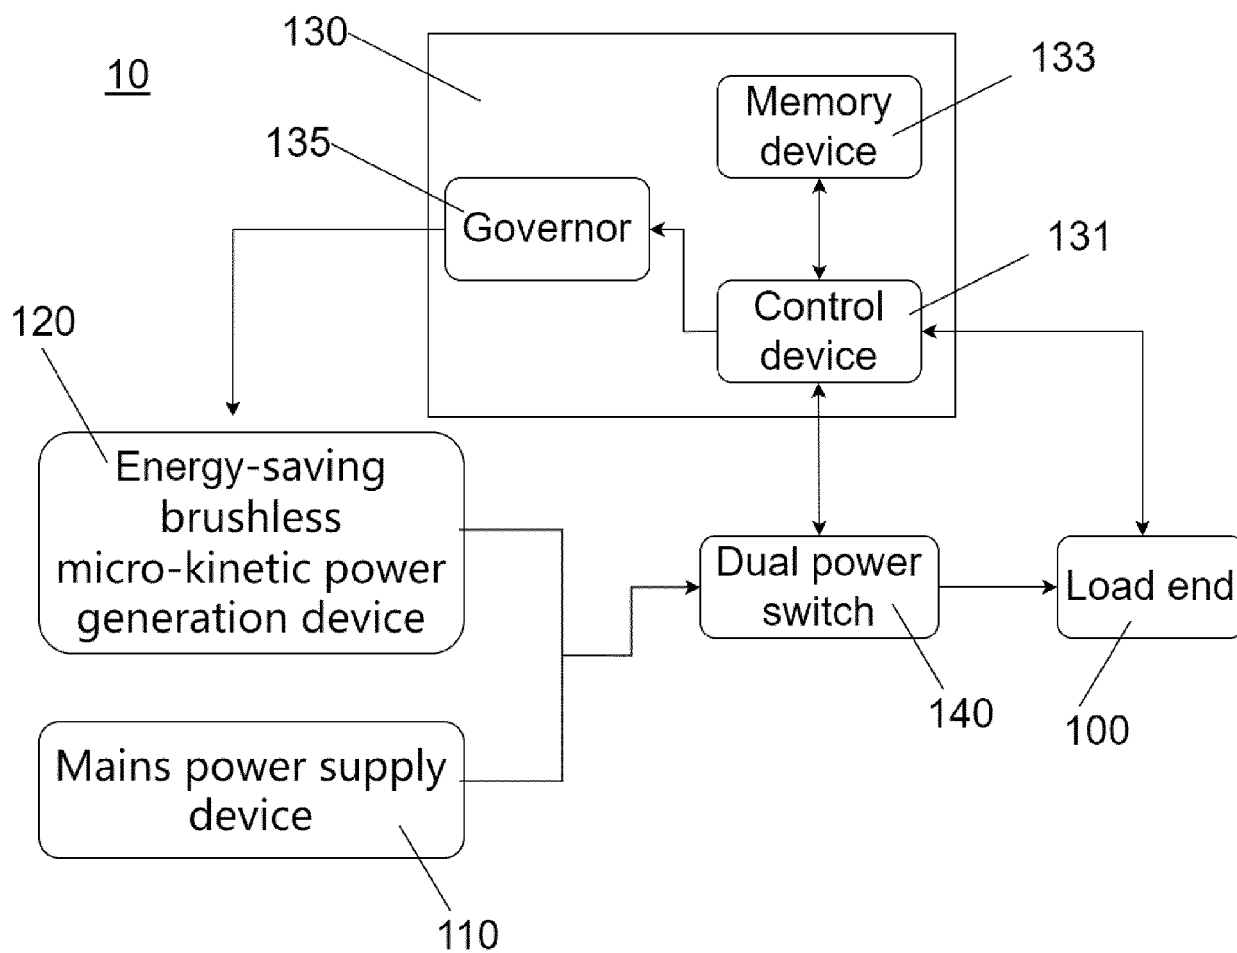 130
10
133
Memory
device
135
Governor
131
Control
device
120
Energy-saving
brushless
micro-kinetic power
generation device
Dual power
switch
Load end
140
100
Mains power supply
device
110